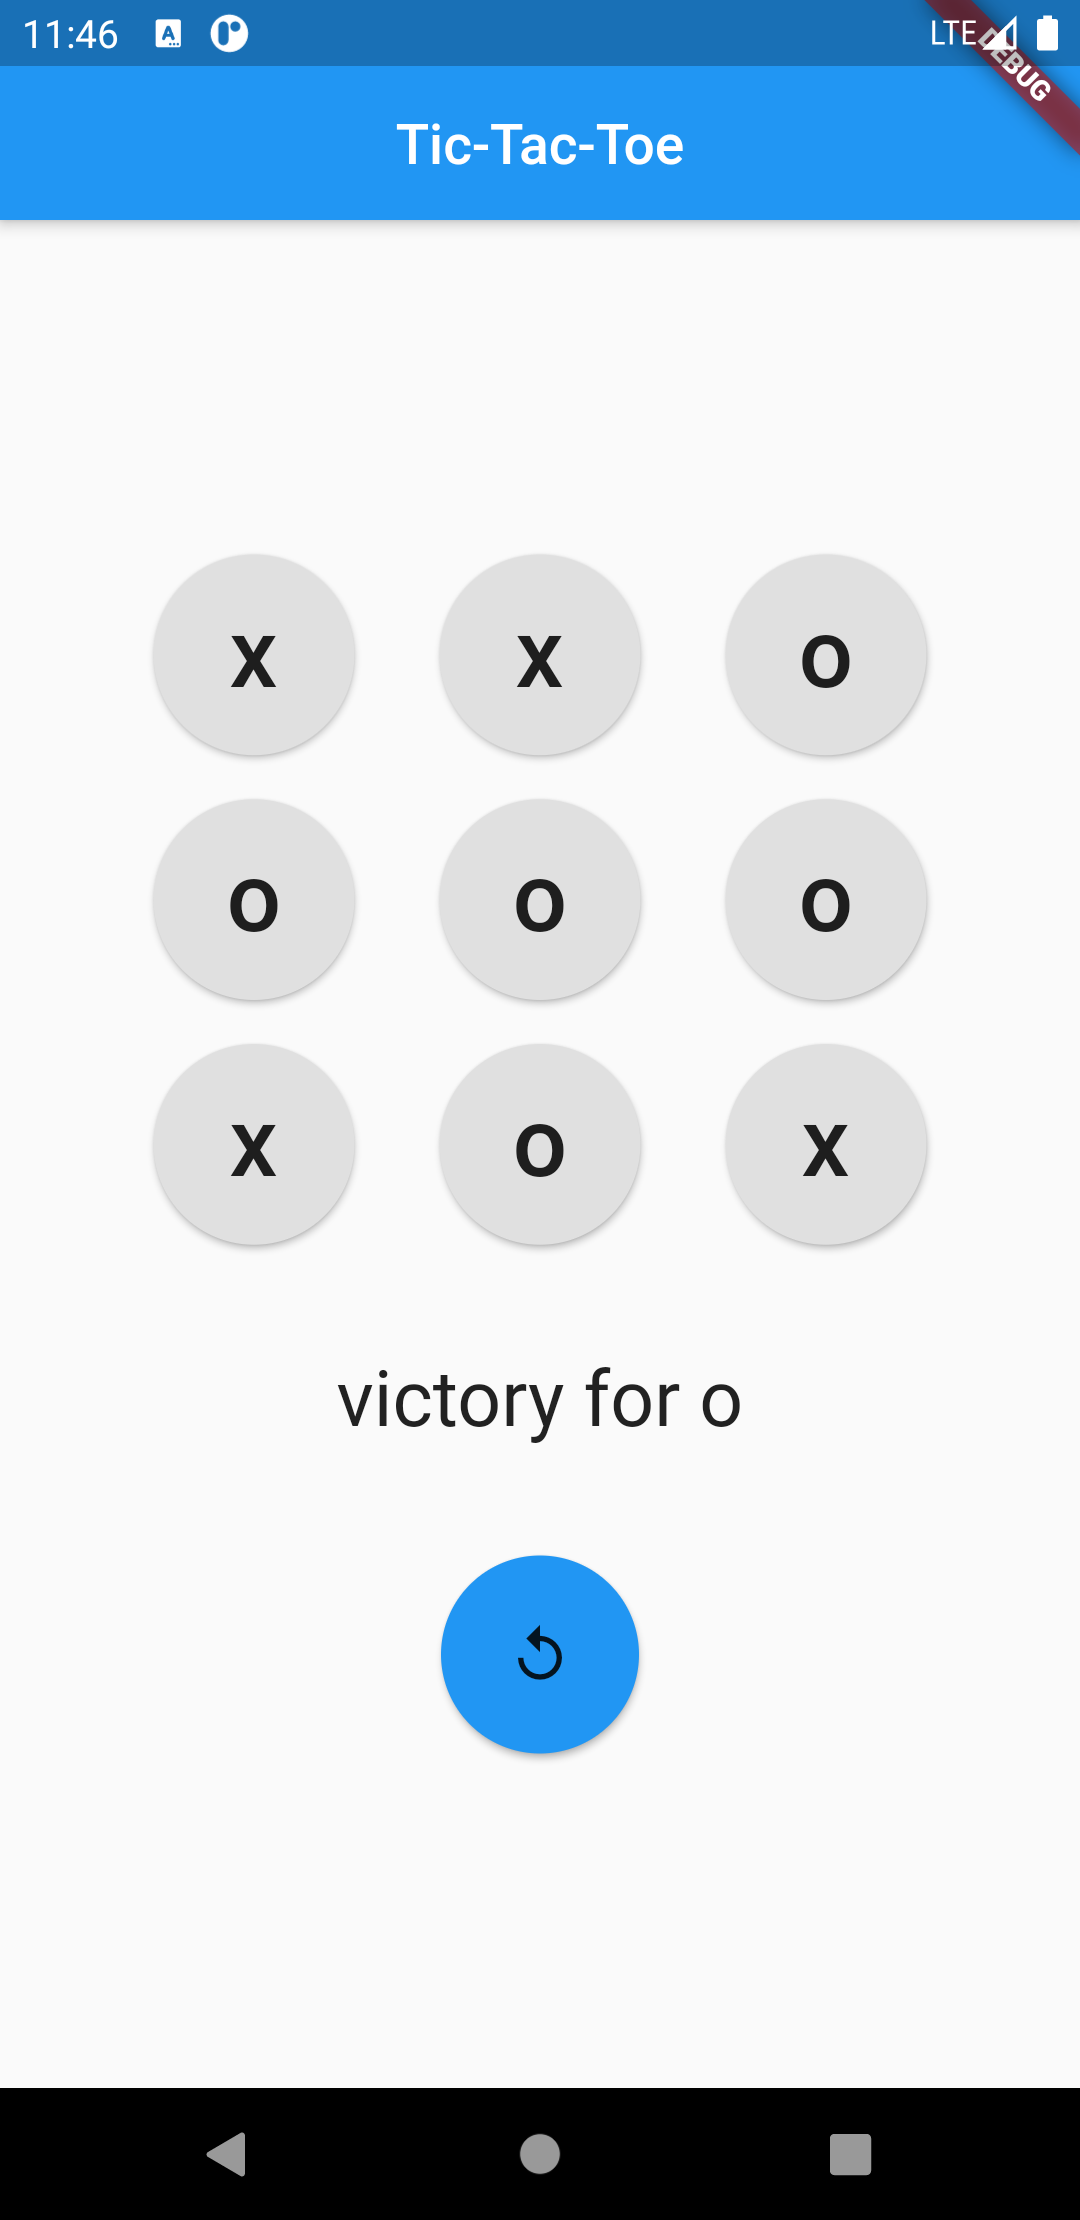 11:46 A LTE
DEBUG
Tic-Tac-Toe
X X O
O O O
X O X
victory for o